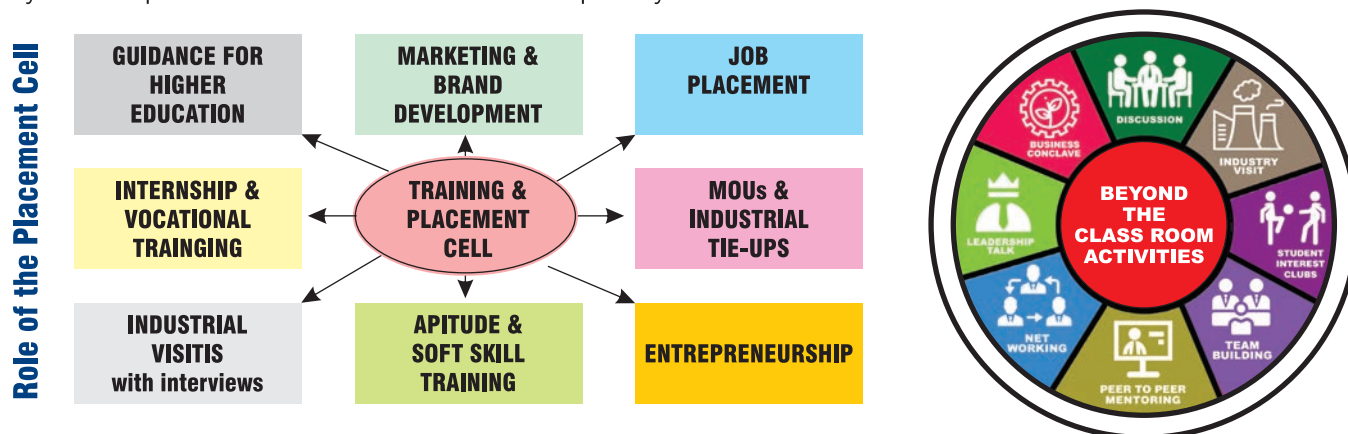 Role of the Placement Cell
GUIDANCE FOR
HIGHER
EDUCATION
MARKETING &
BRAND
DEVELOPMENT
JOB
PLACEMENT
INTERNSHIP &
VOCATIONAL
TRAINGING
TRAINING &
PLACEMENT
CELL
MOUs &
INDUSTRIAL
TIE-UPS
INDUSTRIAL
VISITIS
with interviews
APITUDE &
SOFT SKILL
TRAINING
ENTREPRENEURSHIP
BEYOND
THE
CLASS ROOM
ACTIVITIES
DISCUSSION
INDUSTRY
VISIT
STUDENT
INTEREST
CLUBS
TEAM
BUILDING
PEER TO PEER
MENTORING
NET
WORKING
LEADERSHIP
TALK
BUSINESS
CONCLAVE